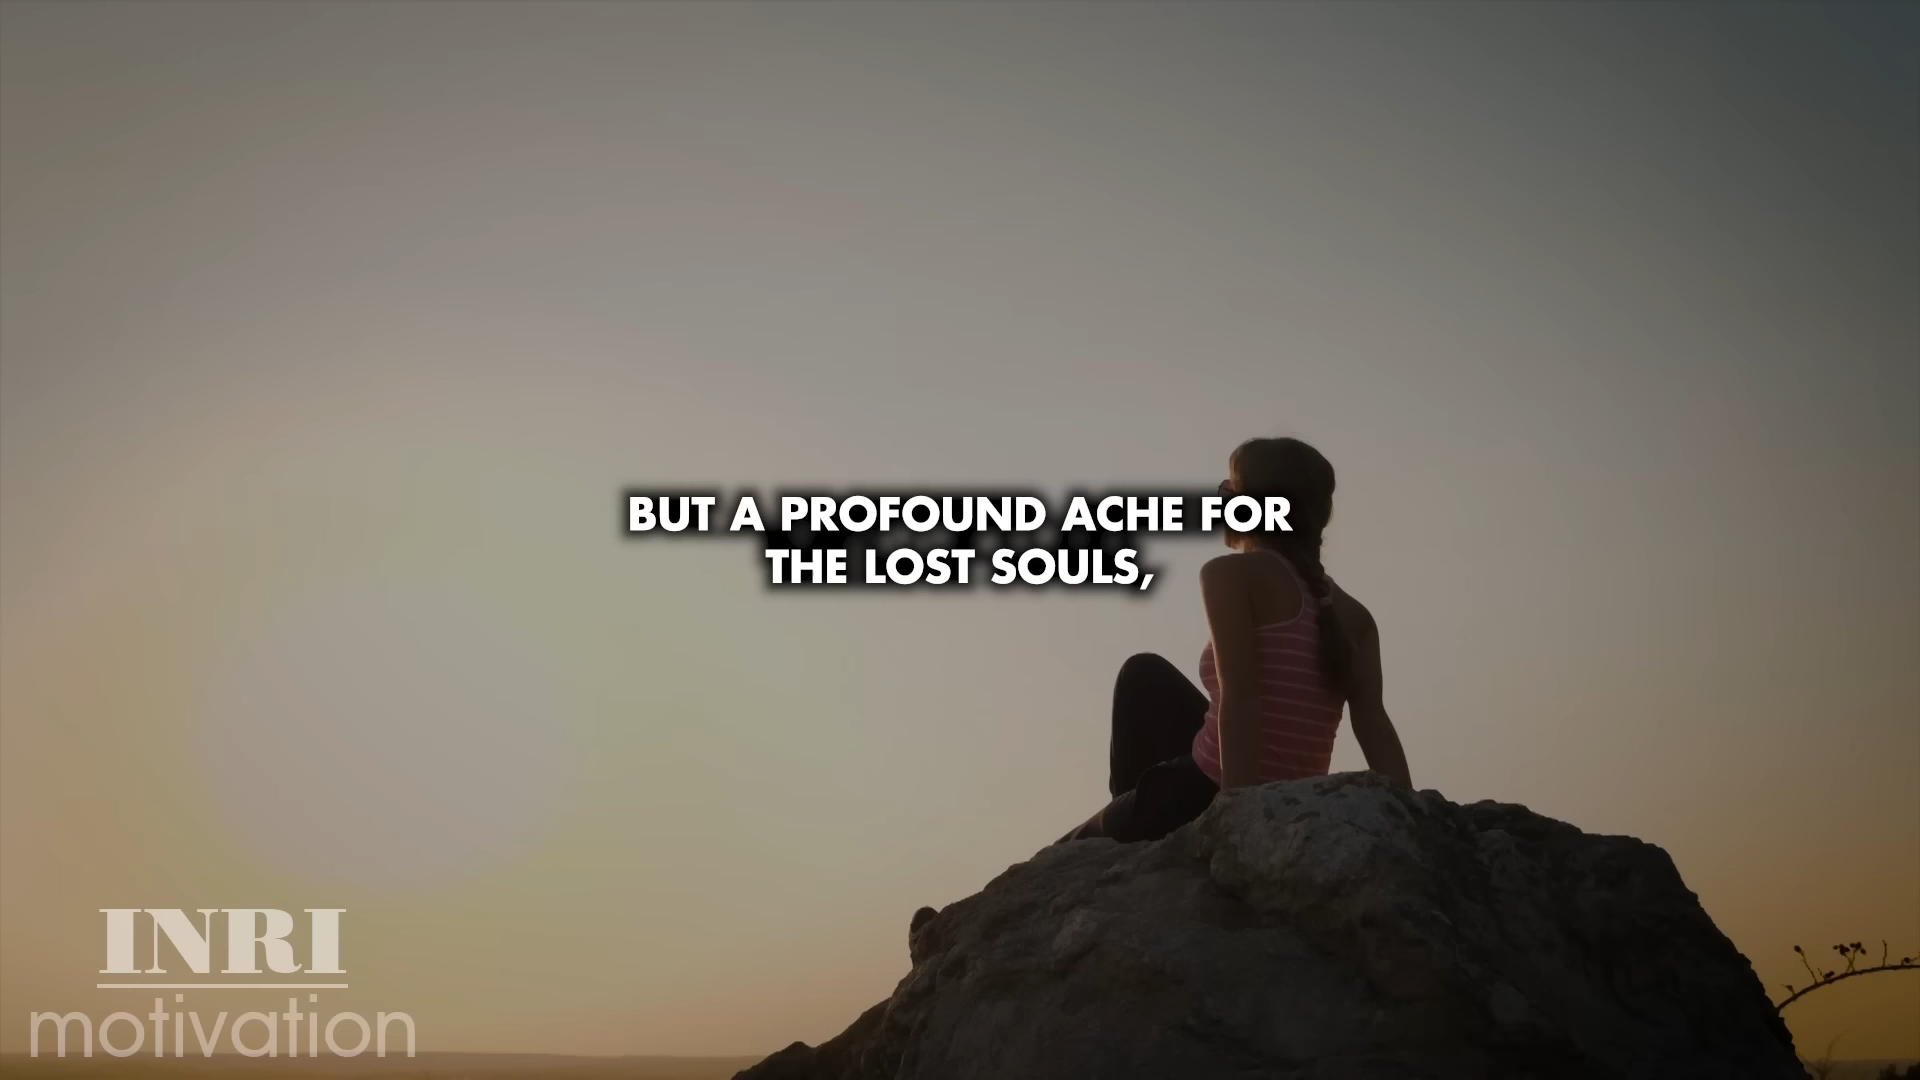 BUT A PROFOUND ACHE FOR
THE LOST SOULS,
INRI
motivation